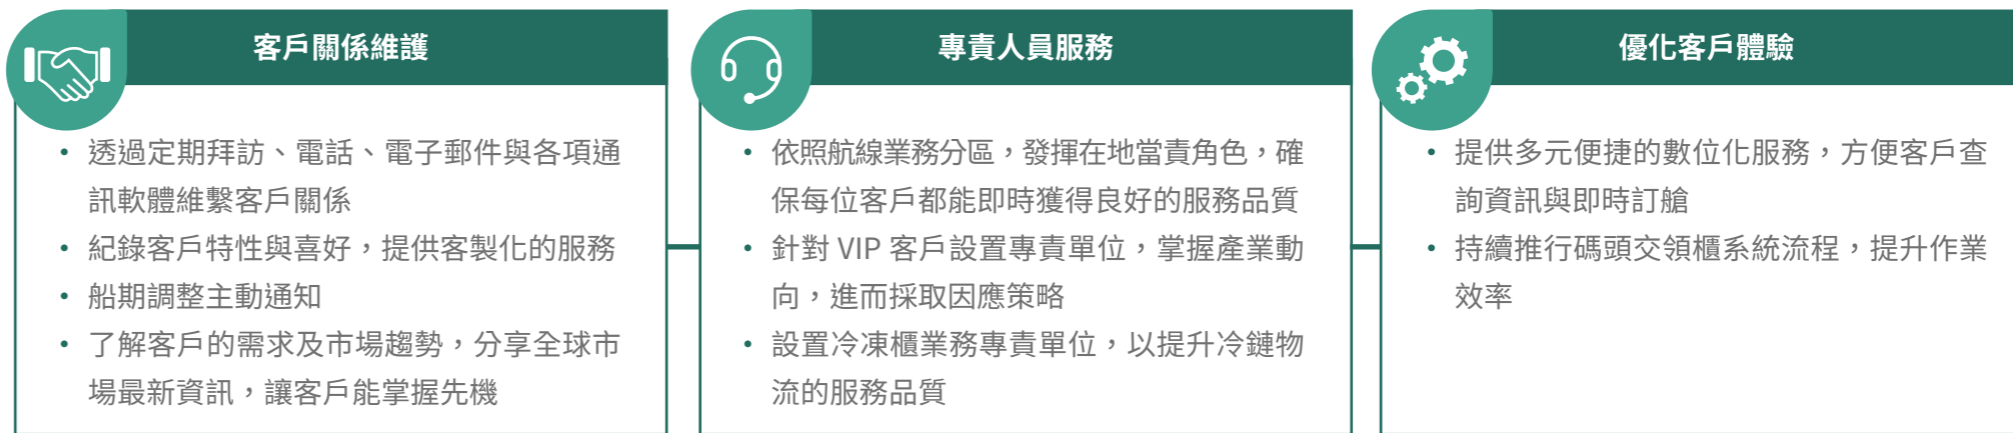 客戶關係維護
• 透過定期拜訪、電話、電子郵件與各項通
訊軟體維繫客戶關係
• 紀錄客戶特性與喜好，提供客製化的服務
• 船期調整主動通知
• 了解客戶的需求及市場趨勢，分享全球市
場最新資訊，讓客戶能掌握先機
專責人員服務
• 依照航線業務分區，發揮在地當責角色，確
保每位客戶都能即時獲得良好的服務品質
• 針對 VIP 客戶設置專責單位，掌握產業動
向，進而採取因應策略
• 設置冷凍櫃業務專責單位，以提升冷鏈物
流的服務品質
優化客戶體驗
• 提供多元便捷的數位化服務，方便客戶查
詢資訊與即時訂艙
• 持續推行碼頭交領櫃系統流程，提升作業
效率